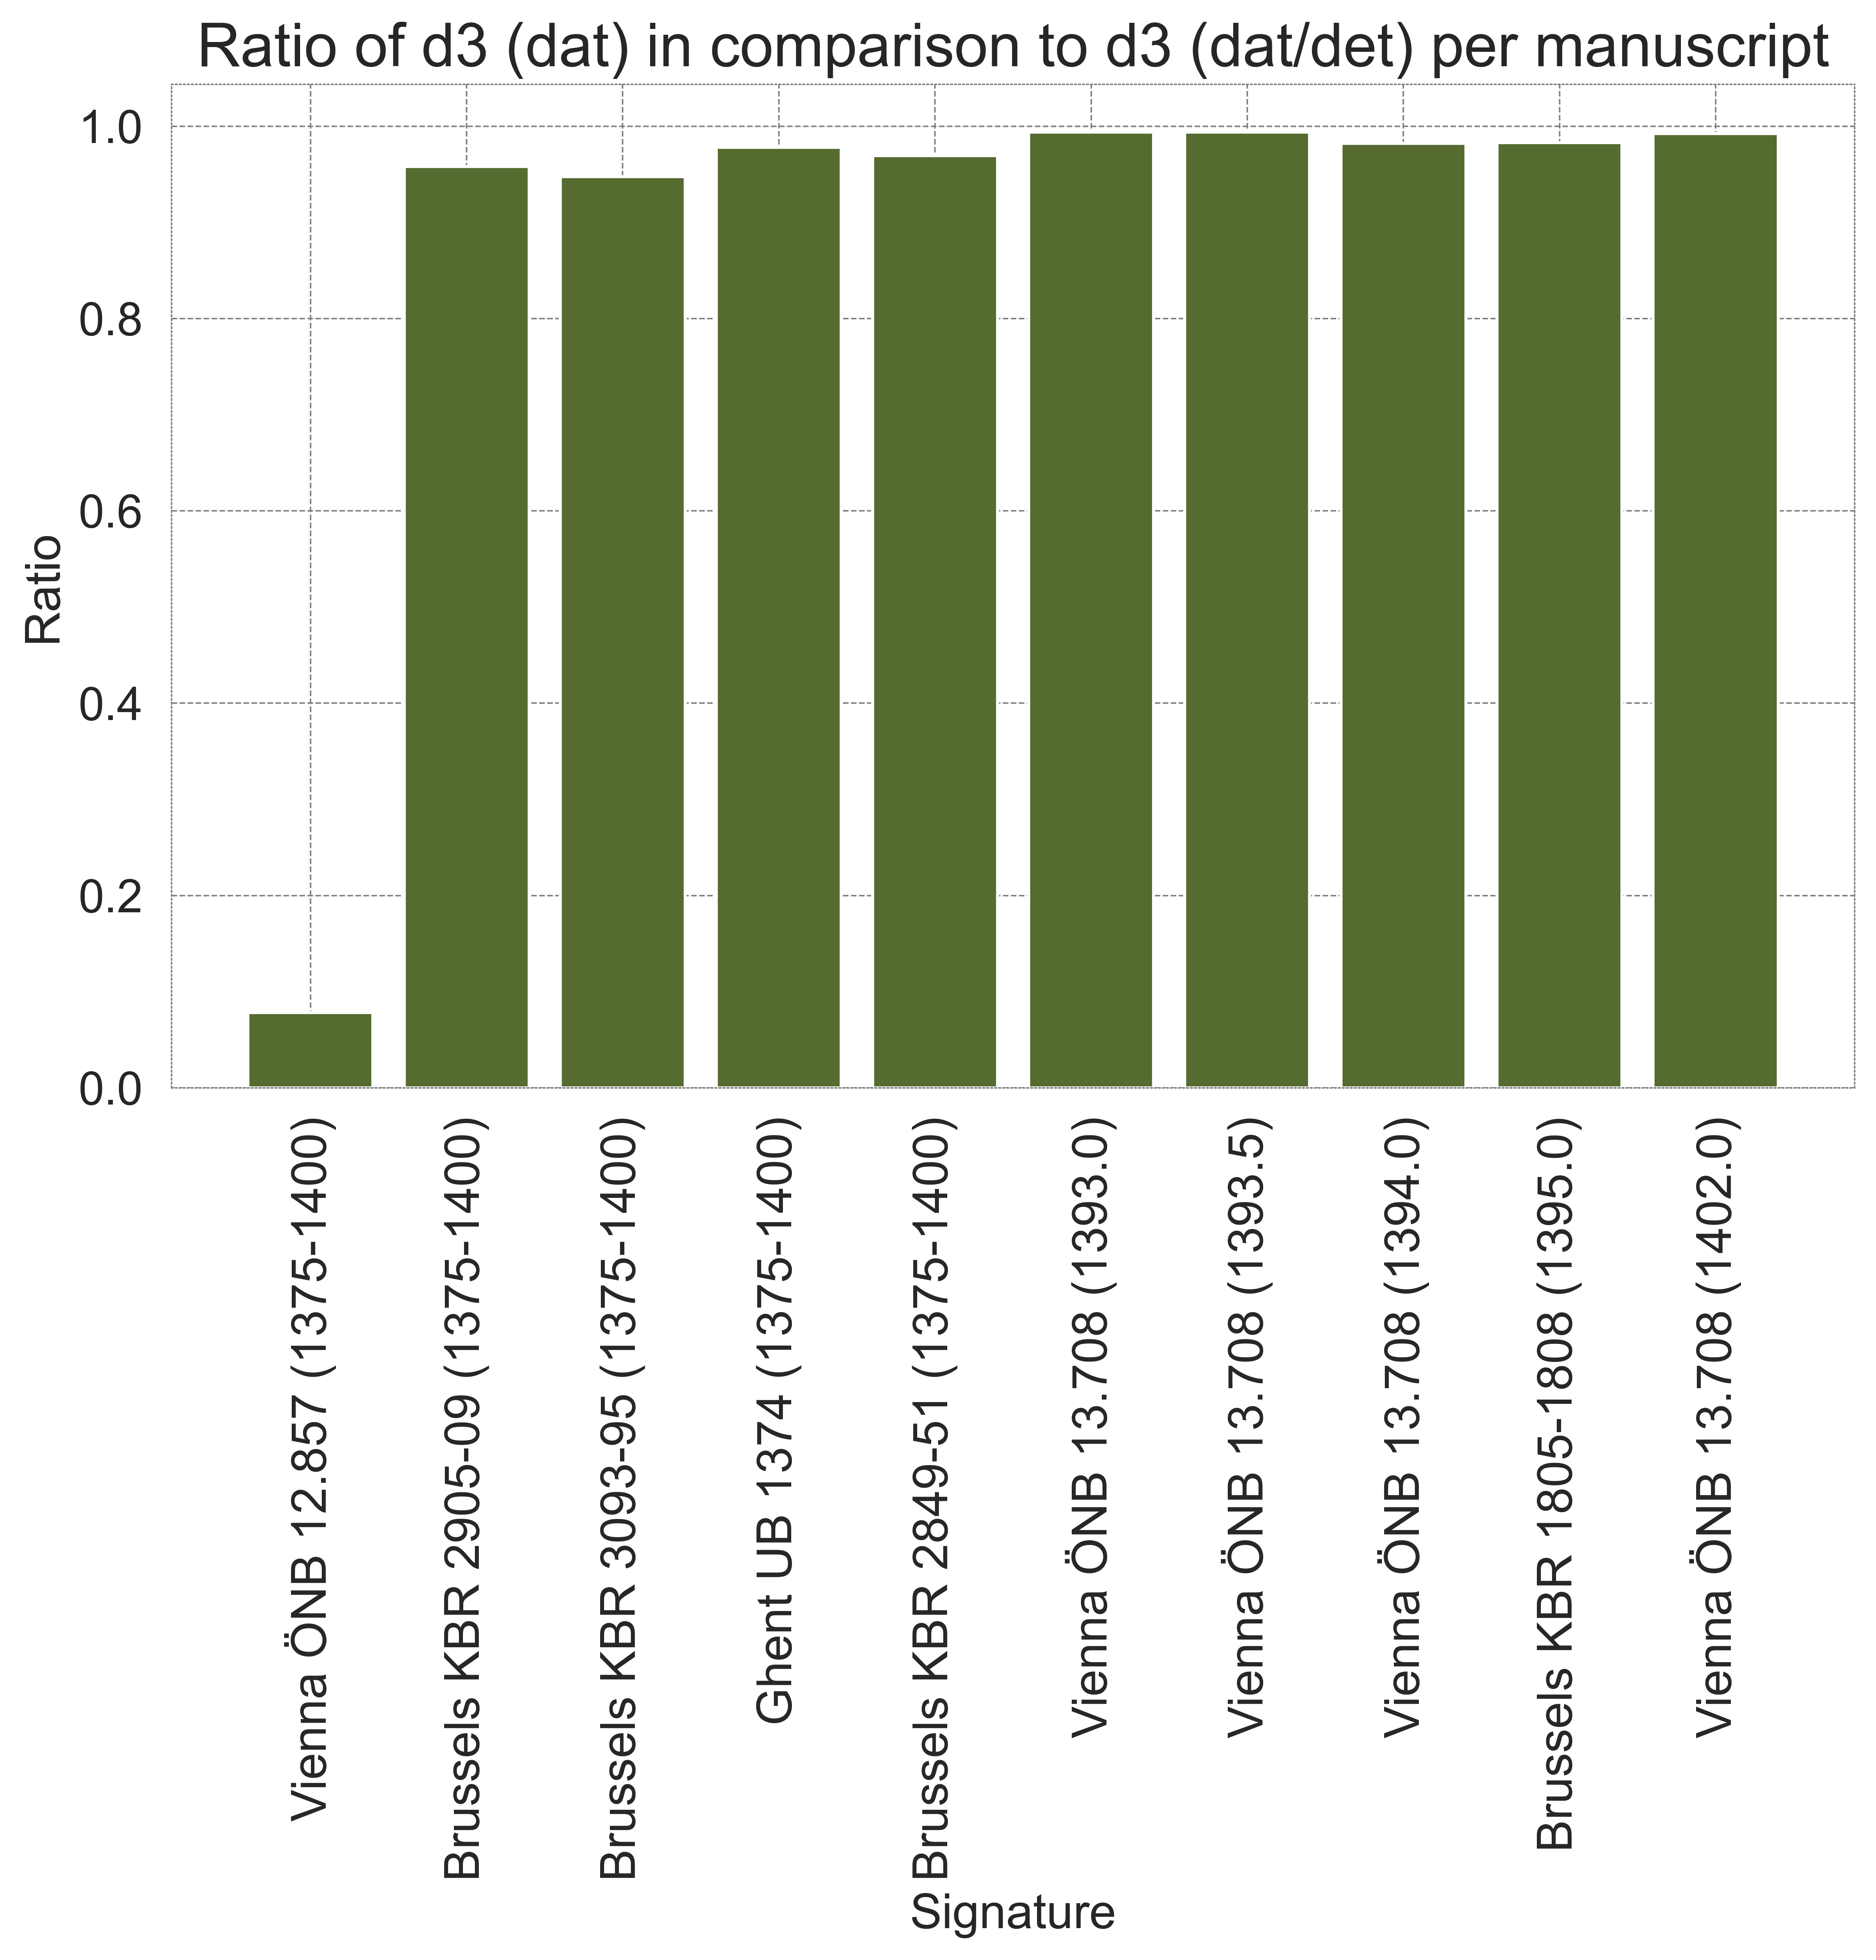 Ratio of d3 (dat) in comparison to d3 (dat/det) per manuscript
Ratio
1.0
0.8
0.6
0.4
0.2
0.0
Vienna ÖNB 12.857 (1375-1400)
Brussels KBR 2905-09 (1375-1400)
Brussels KBR 3093-95 (1375-1400)
Ghent UB 1374 (1375-1400)
Brussels KBR 2849-51 (1375-1400)
Vienna ÖNB 13.708 (1393.0)
Vienna ÖNB 13.708 (1393.5)
Vienna ÖNB 13.708 (1394.0)
Brussels KBR 1805-1808 (1395.0)
Vienna ÖNB 13.708 (1402.0)
Signature